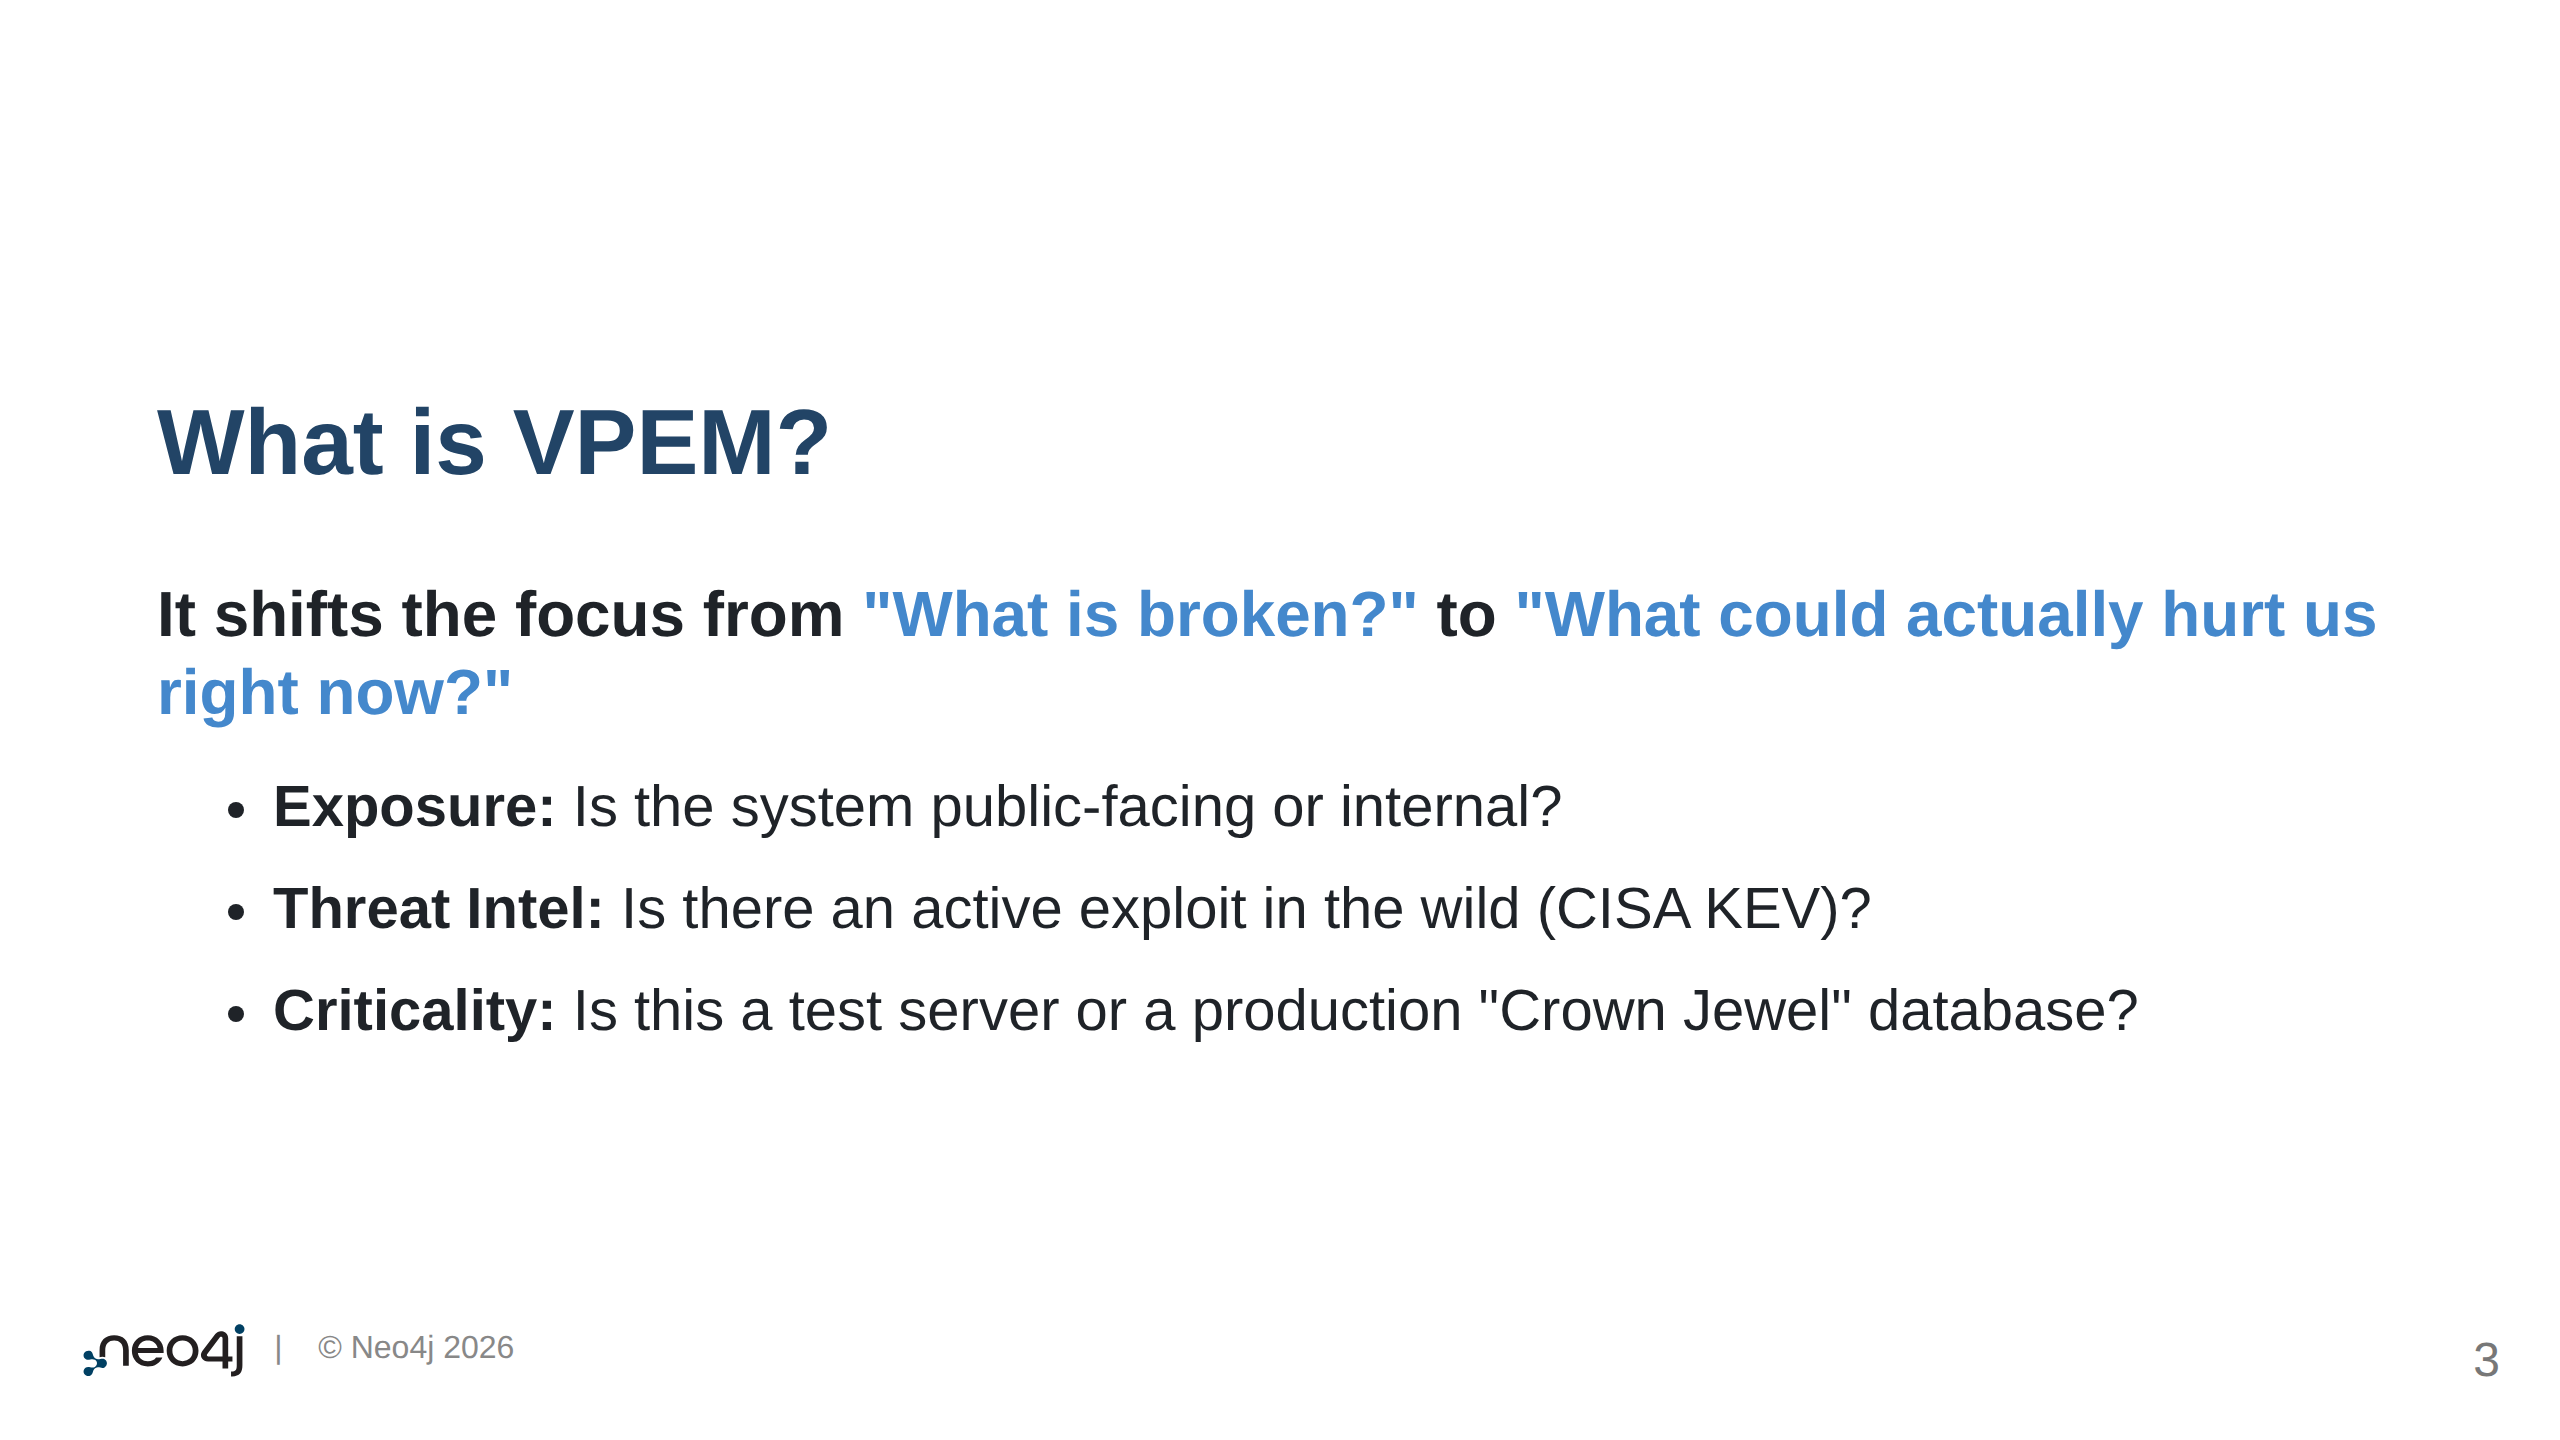 What is VPEM?
It shifts the focus from "What is broken?" to "What could actually hurt us
right now?"
• Exposure: Is the system public-facing or internal?
• Threat Intel: Is there an active exploit in the wild (CISA KEV)?
• Criticality: Is this a test server or a production "Crown Jewel" database?
neo4j | © Neo4j 2026
3